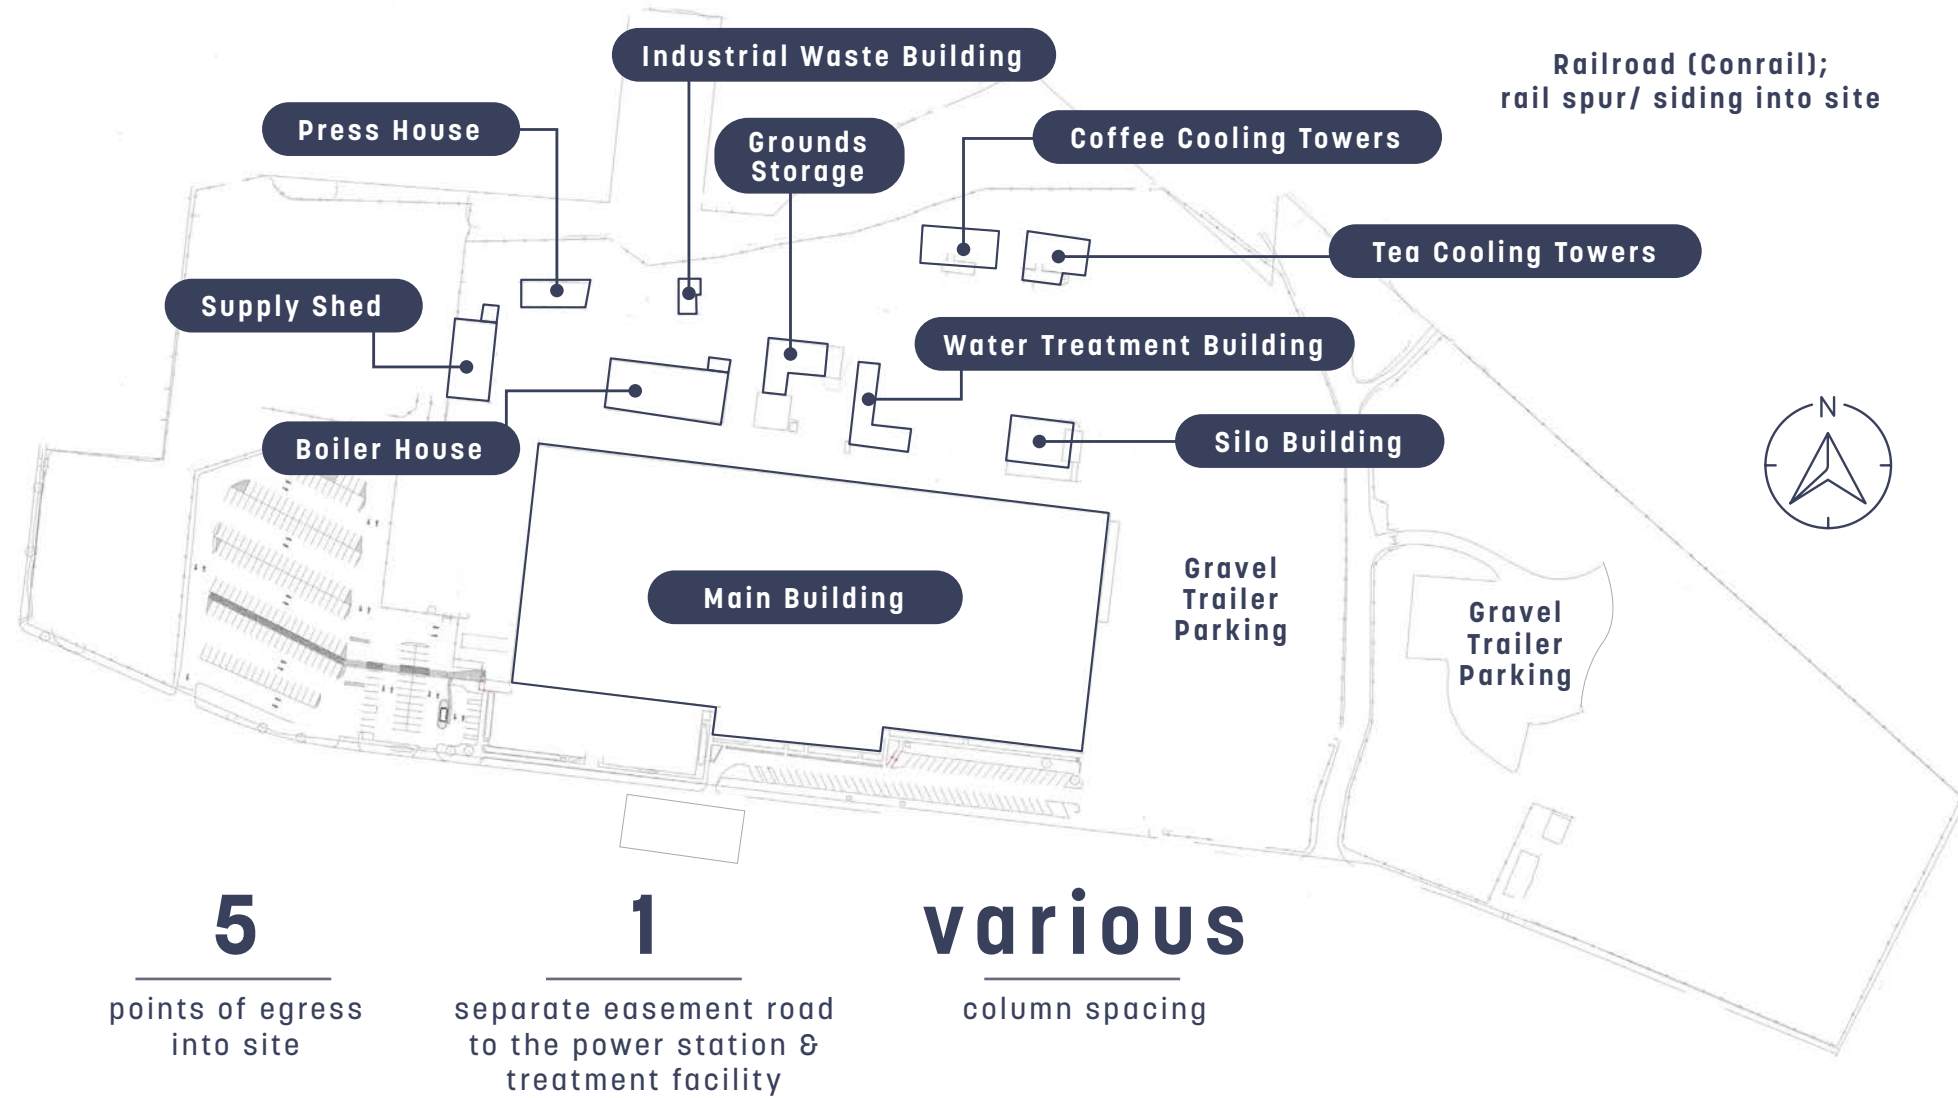 Industrial Waste Building
Railroad (Conrail);
rail spur/ siding into site
Press House
Grounds
Storage
Coffee Cooling Towers
Tea Cooling Towers
Supply Shed
Water Treatment Building
N
Boiler House
Silo Building
Main Building
Gravel
Trailer
Parking
Gravel
Trailer
Parking
5
points of egress
into site
1
separate easement road
to the power station &
treatment facility
various
column spacing